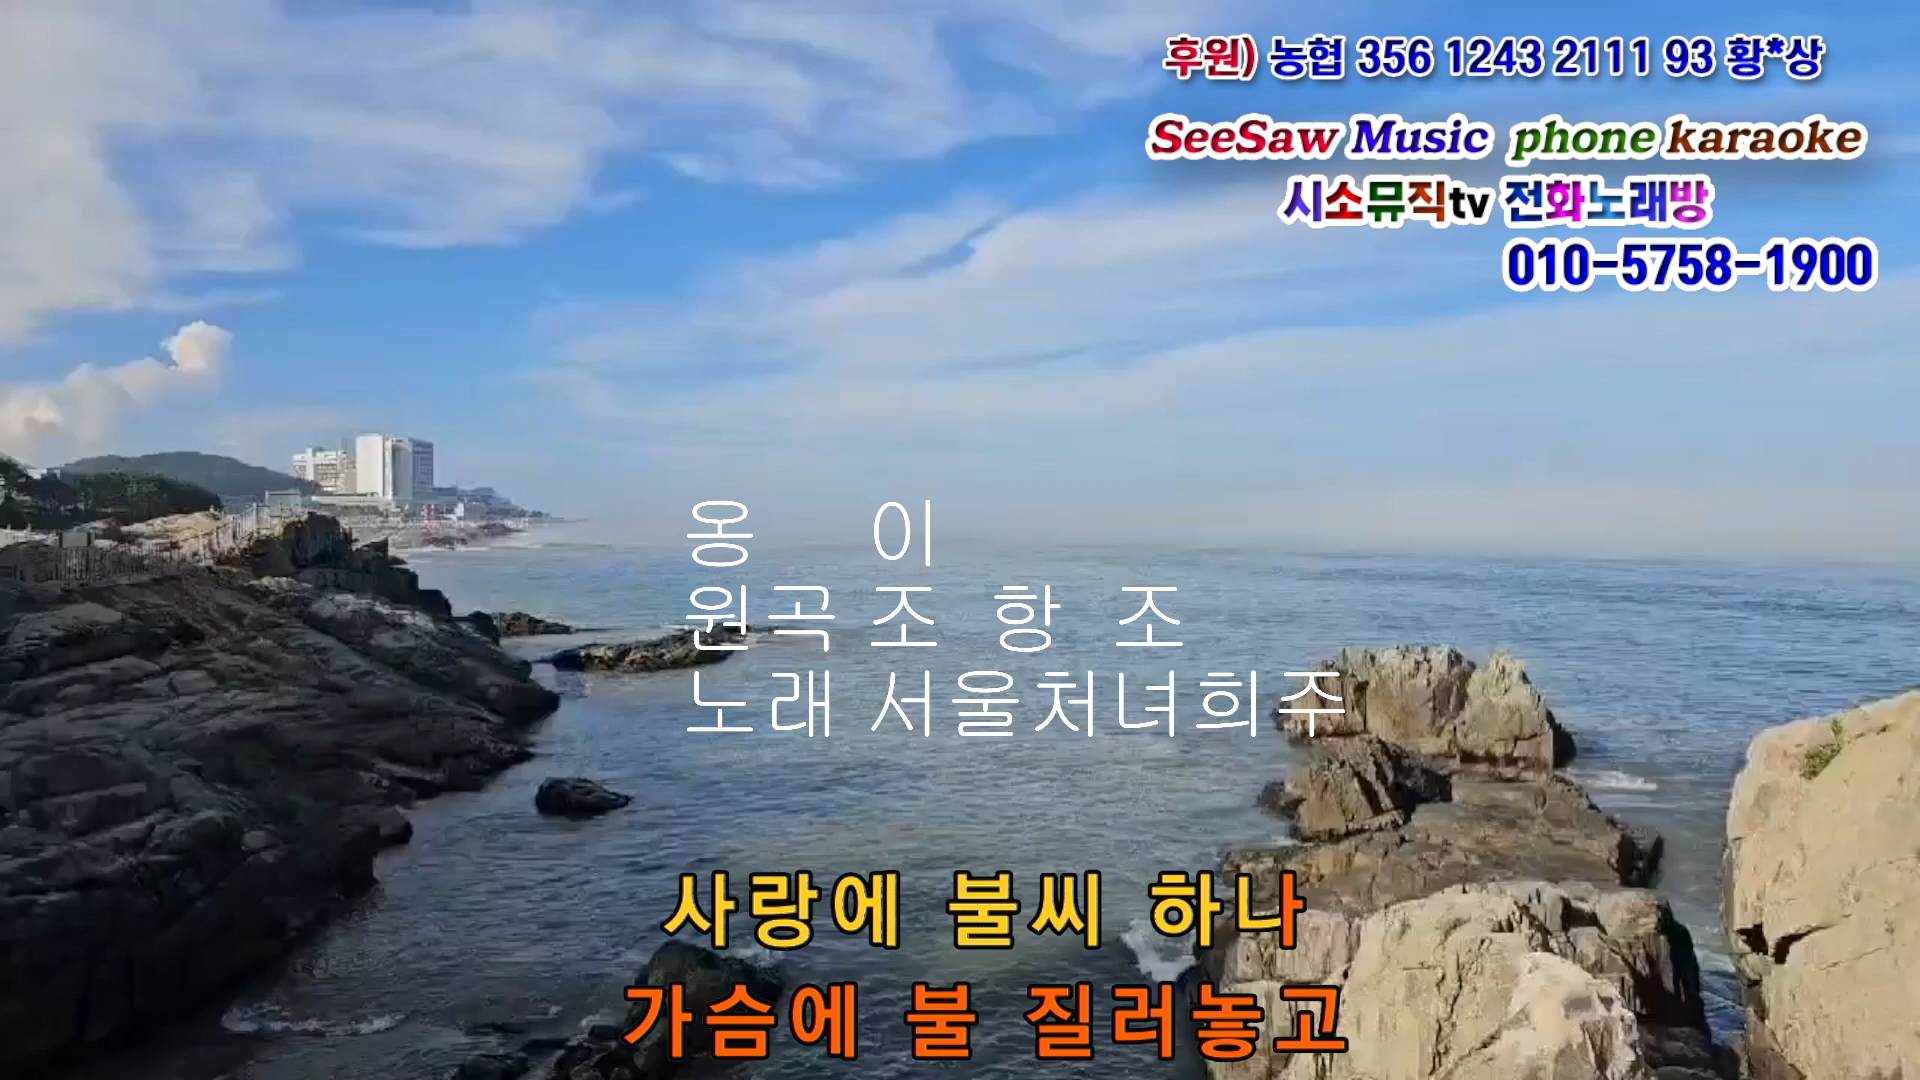 후원) 농협 356 1243 2111 93 황*상
SeeSaw Music phone karaoke
시소뮤직tv 전화노래방
010-5758-1900
옹 이
원곡 조 항 조
노래 서울처녀희주
사랑에 불씨 하나
가슴에 불 질러놓고